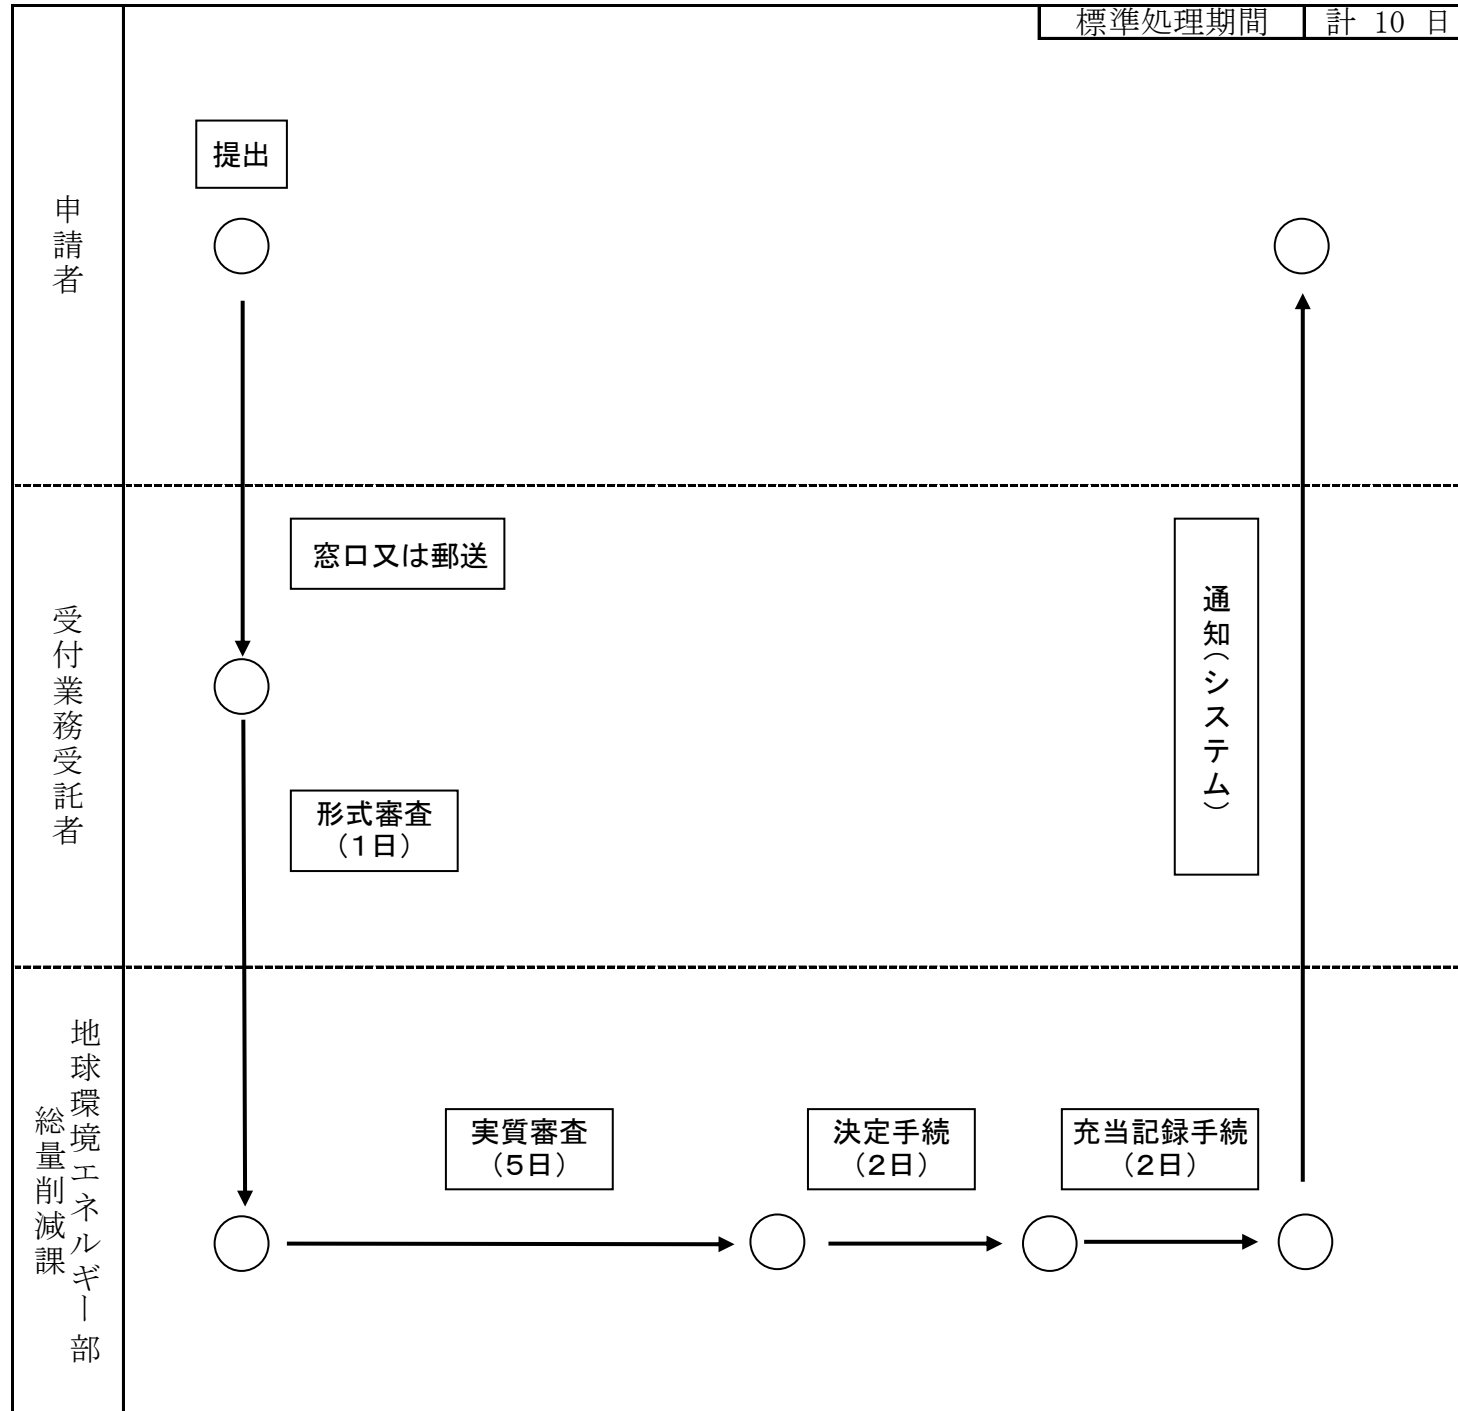 標準処理期間 計 10 日
提出
申請者
窓口又は郵送
受付業務受託者
通知(システム)
形式審査
(1日)
地球環境エネルギー部
総量削減課
実質審査
(5日)
決定手続
(2日)
充当記録手続
(2日)